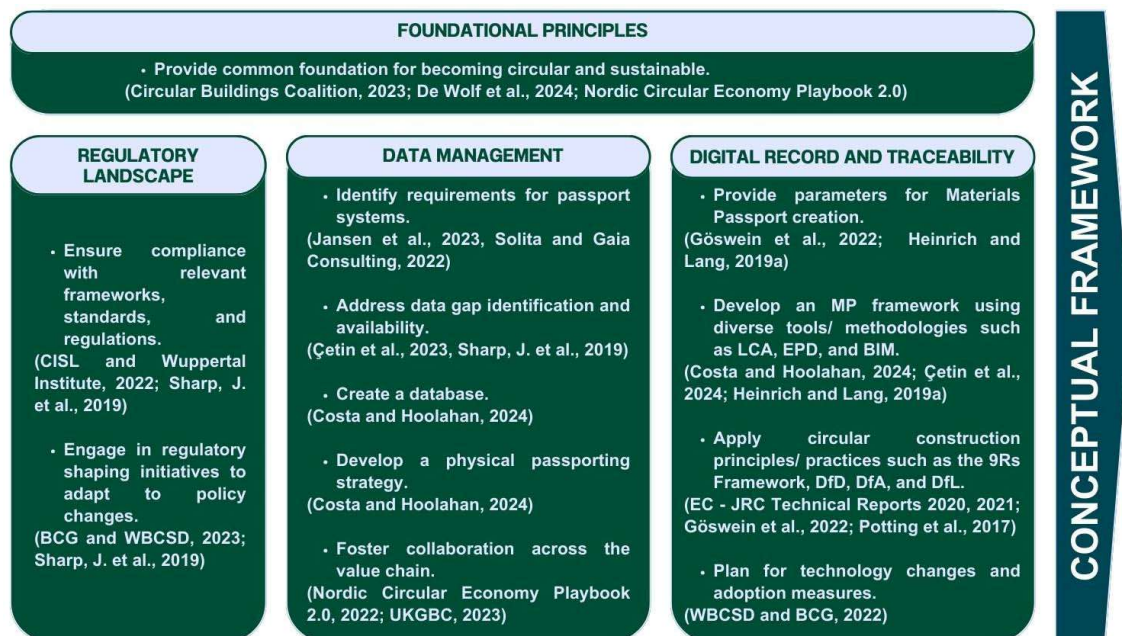 FOUNDATIONAL PRINCIPLES
• Provide common foundation for becoming circular and sustainable.
(Circular Buildings Coalition, 2023; De Wolf et al., 2024; Nordic Circular Economy Playbook 2.0)
REGULATORY
LANDSCAPE
• Ensure compliance
with relevant
frameworks,
standards, and
regulations.
(CISL and Wuppertal
Institute, 2022; Sharp, J.
et al., 2019)
• Engage in regulatory
shaping initiatives to
adapt to policy
changes.
(BCG and WBCSD, 2023;
Sharp, J. et al., 2019)
DATA MANAGEMENT
• Identify requirements for passport
systems.
(Jansen et al., 2023, Solita and Gaia
Consulting, 2022)
• Address data gap identification and
availability.
(Çetin et al., 2023, Sharp, J. et al., 2019)
• Create a database.
(Costa and Hoolahan, 2024)
• Develop a physical passporting
strategy.
(Costa and Hoolahan, 2024)
• Foster collaboration across the
value chain.
(Nordic Circular Economy Playbook
2.0, 2022; UKGBC, 2023)
DIGITAL RECORD AND TRACEABILITY
• Provide parameters for Materials
Passport creation.
(Göswein et al., 2022; Heinrich and
Lang, 2019a)
• Develop an MP framework using
diverse tools/ methodologies such
as LCA, EPD, and BIM.
(Costa and Hoolahan, 2024; Çetin et al.,
2024; Heinrich and Lang, 2019a)
• Apply circular construction
principles/ practices such as the 9Rs
Framework, DfD, DfA, and DfL.
(EC - JRC Technical Reports 2020, 2021;
Göswein et al., 2022; Potting et al., 2017)
• Plan for technology changes and
adoption measures.
(WBCSD and BCG, 2022)
CONCEPTUAL FRAMEWORK